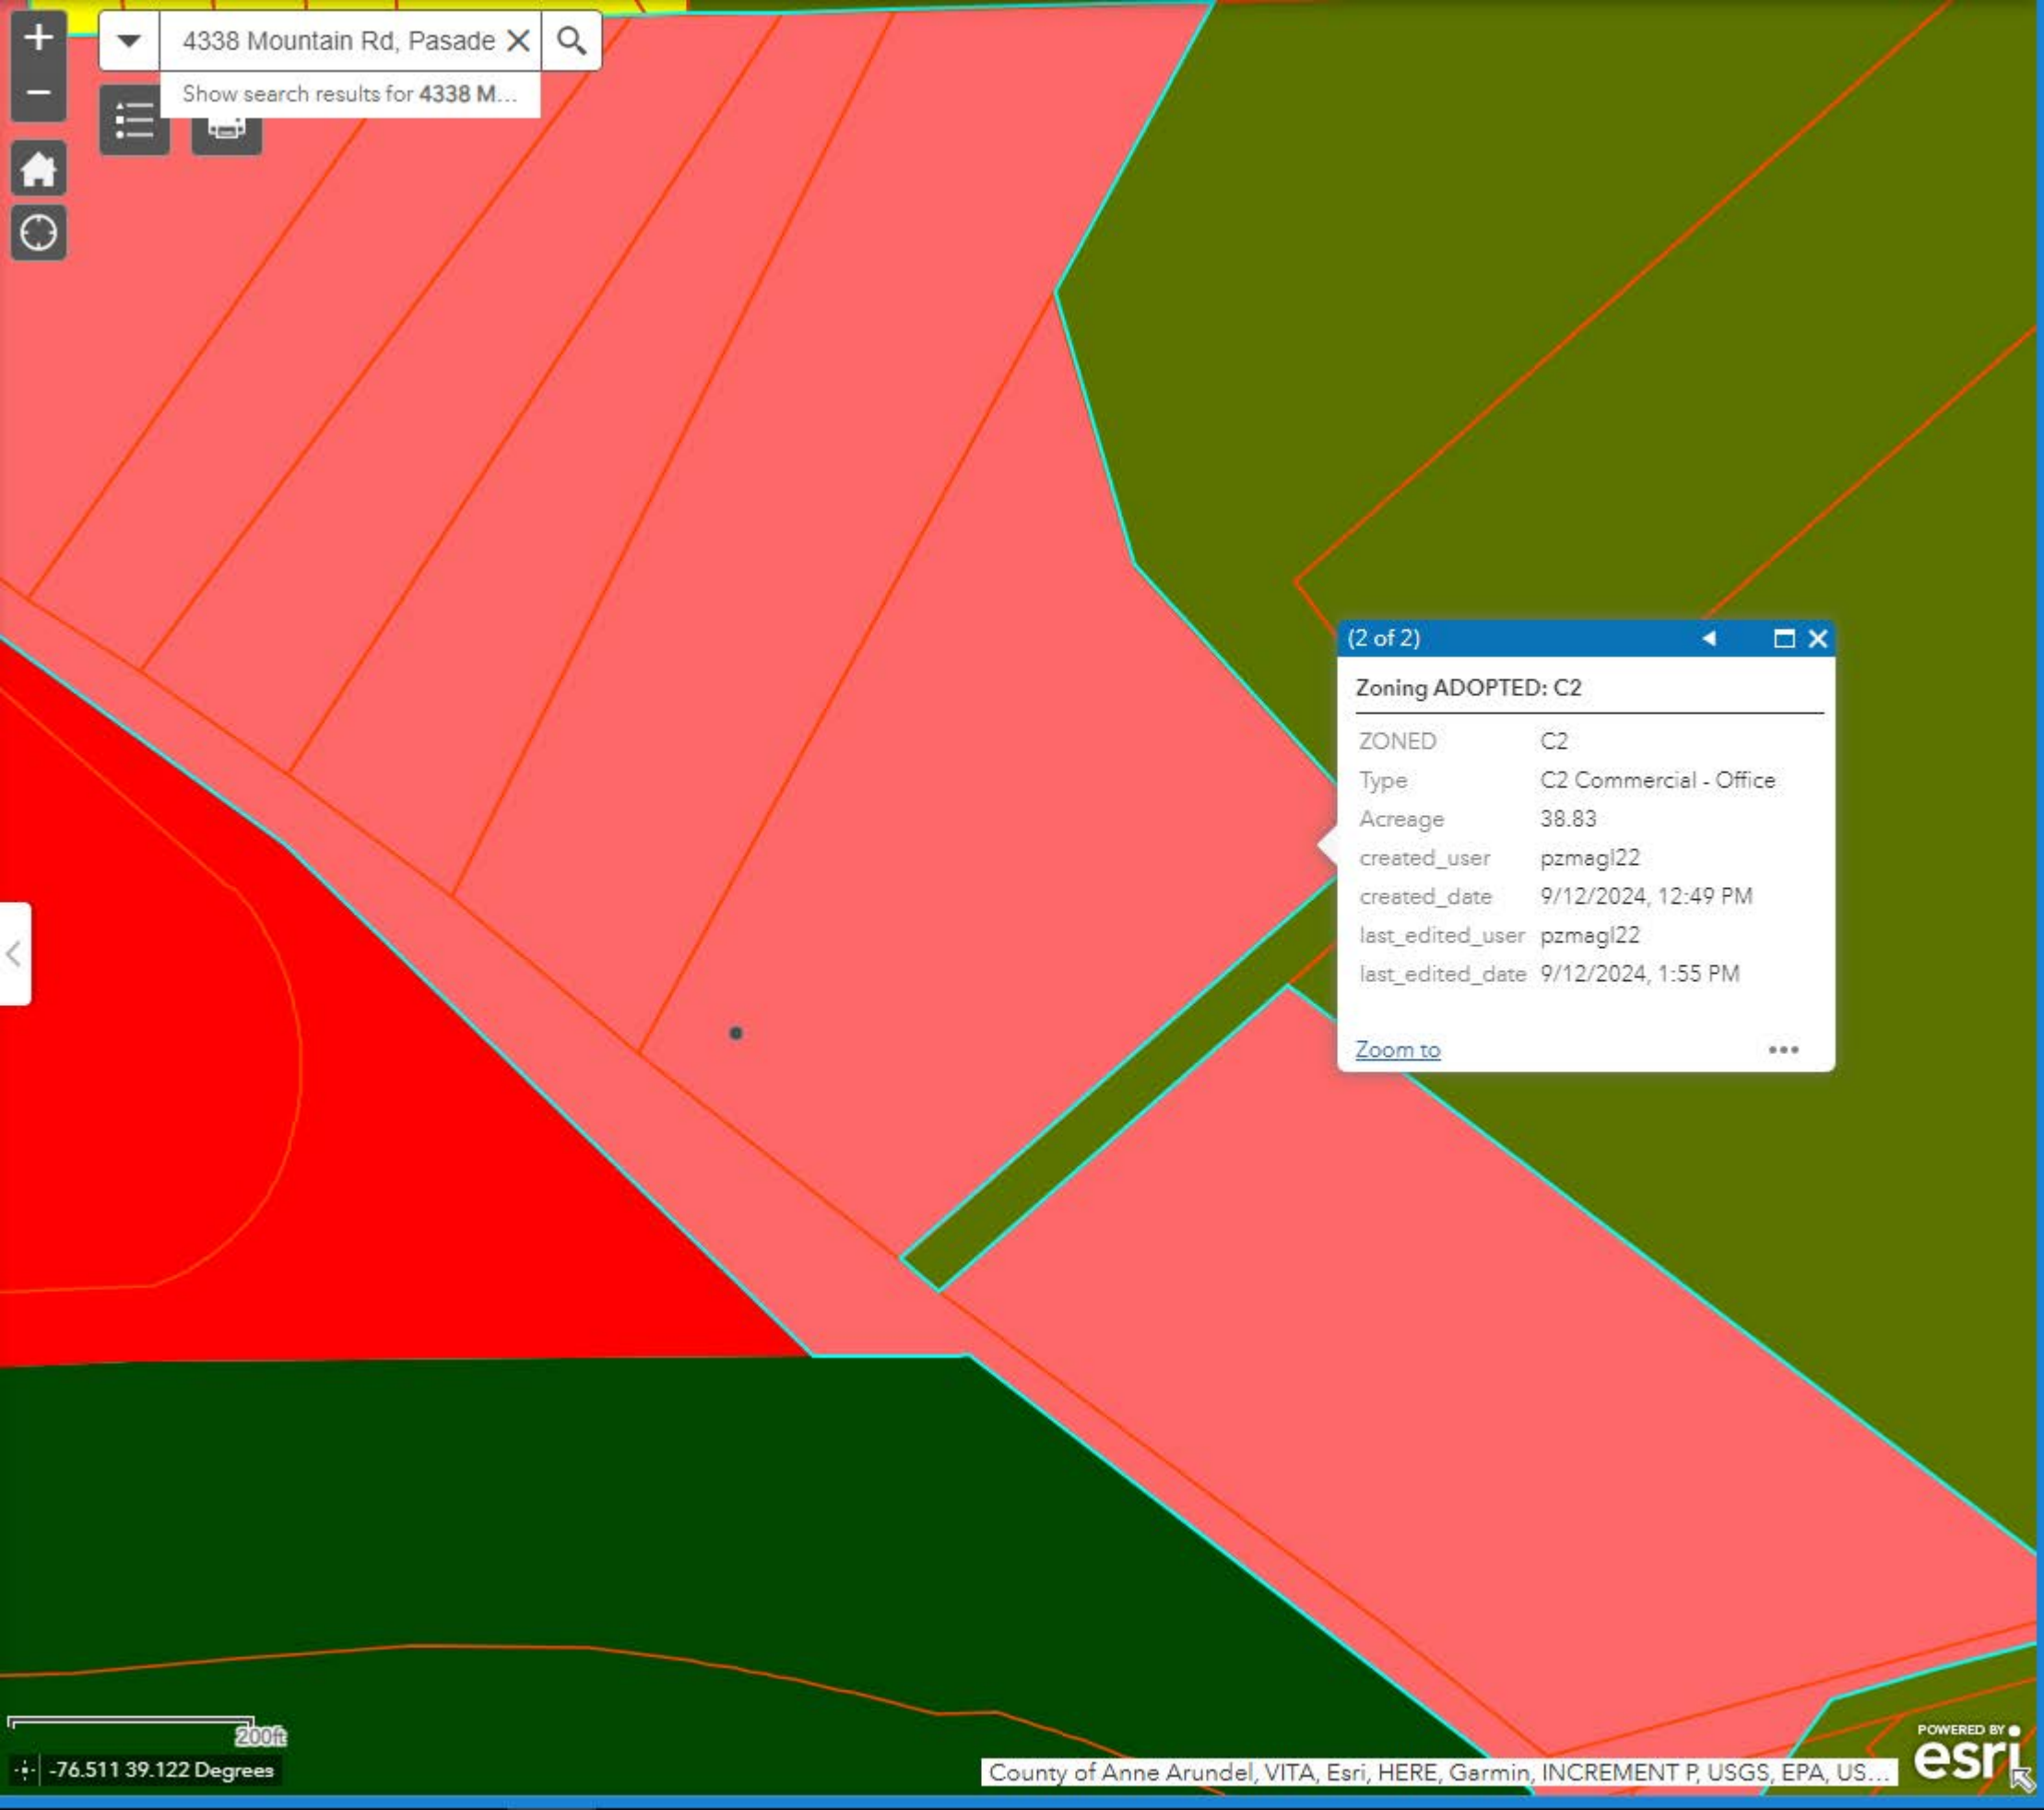 4338 Mountain Rd, Pasade
Show search results for 4338 M...
(2 of 2)
Zoning ADOPTED: C2
ZONED C2
Type C2 Commercial - Office
Acreage 38.83
created_user pzmagl22
created_date 9/12/2024, 12:49 PM
last_edited_user pzmagl22
last_edited_date 9/12/2024, 1:55 PM
Zoom to
200ft
-76.511 39.122 Degrees
County of Anne Arundel, VITA, Esri, HERE, Garmin, INCREMENT P, USGS, EPA, US...
POWERED BY
esri